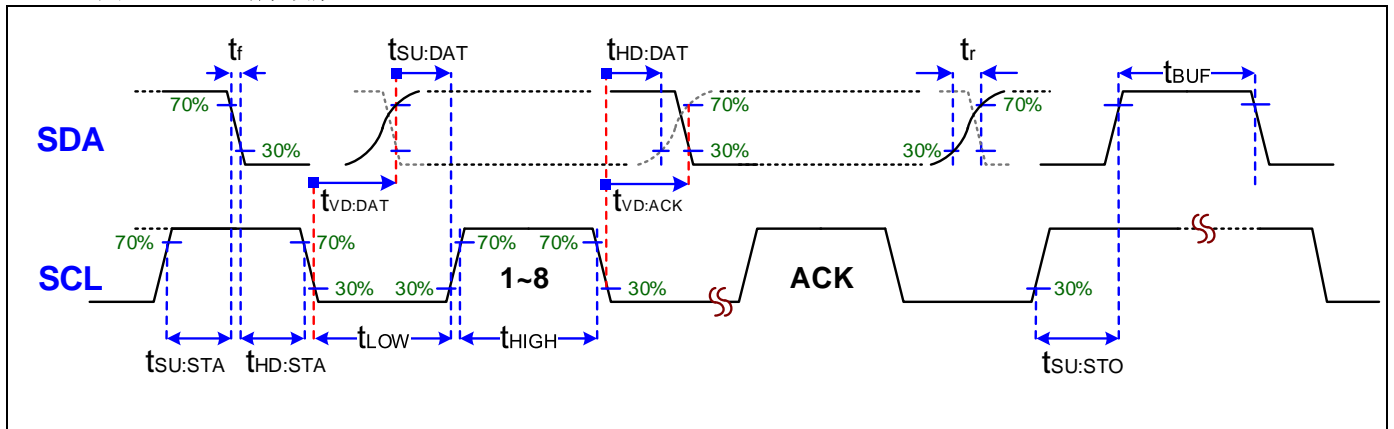 tf
tSU:DAT
tHD:DAT
tr
tBUF
70%
70%
70%
SDA
30%
30%
30%
tVD:DAT
tVD:ACK
70%
70%
70%
70%
SCL
30%
30%
1~8
30%
ACK
30%
tLOW
tHIGH
tSU:STA
tHD:STA
tSU:STO